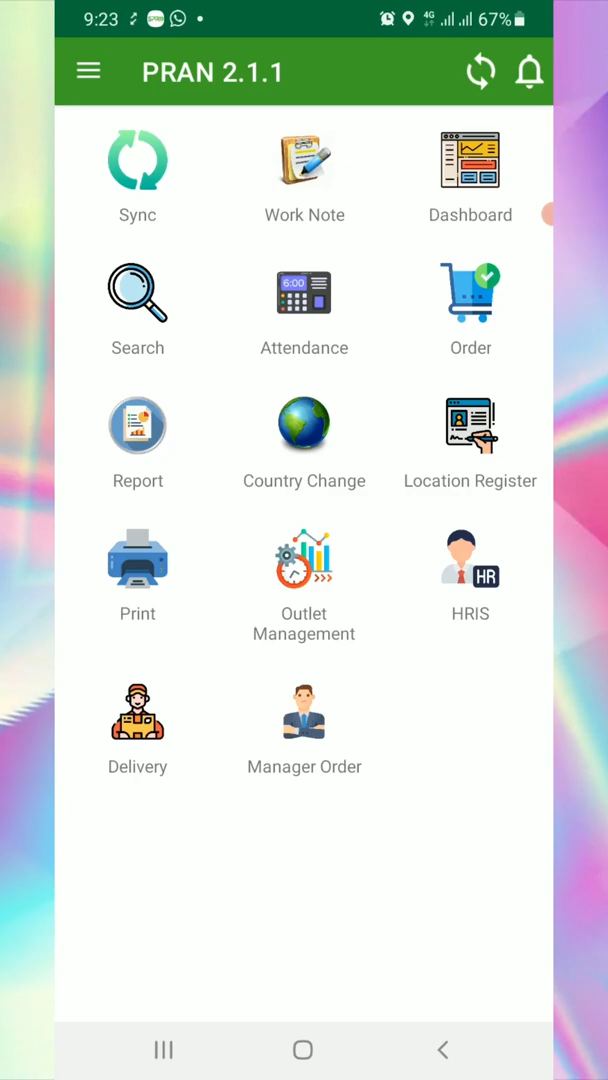 9:23 4G 67%
PRAN 2.1.1
Sync Work Note Dashboard
6:00
Search Attendance Order
Report Country Change Location Register
HR
Print Outlet Management HRIS
Delivery Manager Order